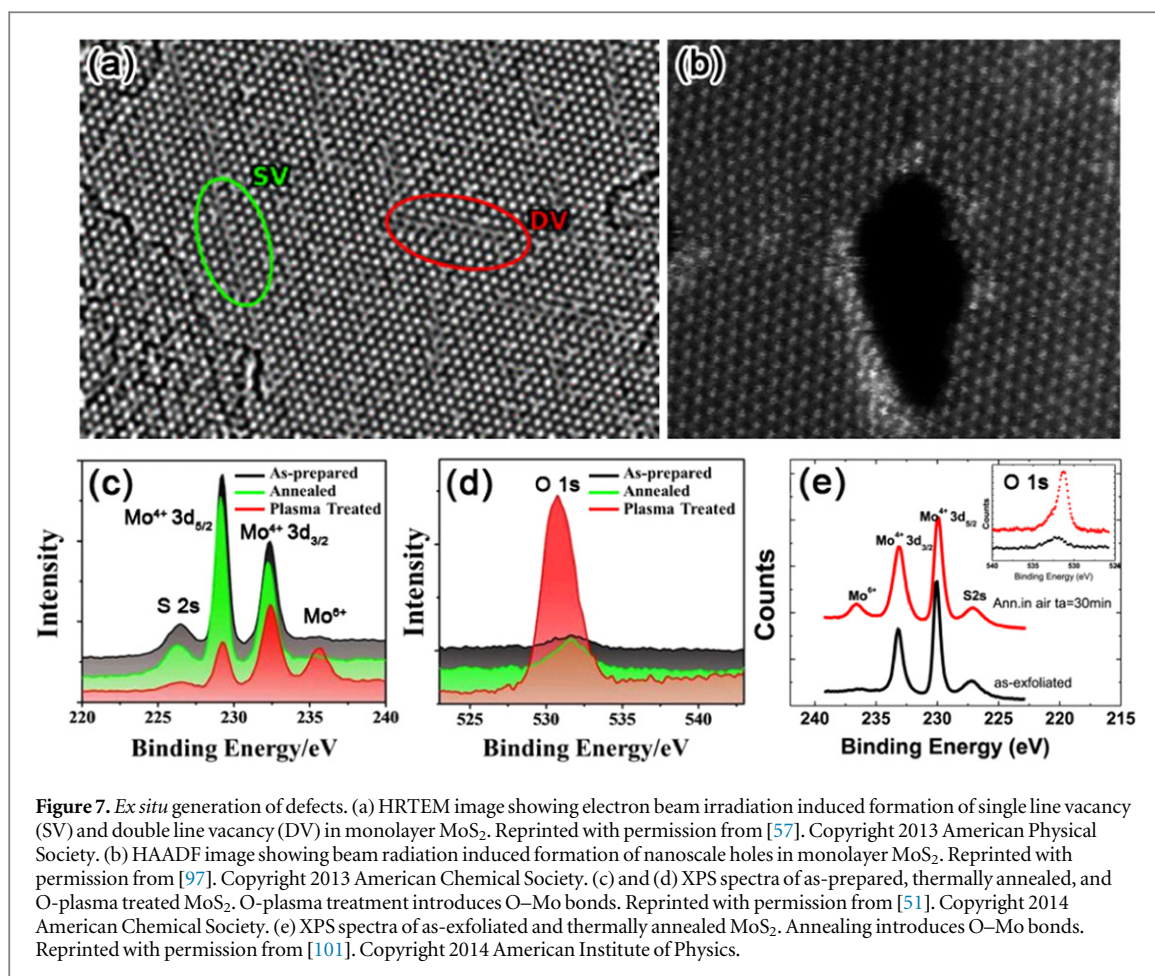 (a)
SV
DV
(b)
(c)
As-prepared
Annealed
Plasma Treated
Mo⁴⁺ 3d₅/₂
Mo⁴⁺ 3d₃/₂
S 2s
Mo⁶⁺
Intensity
220 225 230 235 240
Binding Energy/eV
(d)
As-prepared
Annealed
Plasma Treated
O 1s
Intensity
525 530 535 540
Binding Energy/eV
(e)
O 1s
Counts
540 530 526
Binding Energy (eV)
Mo⁴⁺ 3d₅/₂
Mo⁴⁺ 3d₃/₂
Mo⁶⁺
S2s
Ann.in air ta=30min
as-exfoliated
Counts
240 235 230 225 220 215
Binding Energy (eV)
Figure 7. Ex situ generation of defects. (a) HRTEM image showing electron beam irradiation induced formation of single line vacancy
(SV) and double line vacancy (DV) in monolayer MoS₂. Reprinted with permission from [57]. Copyright 2013 American Physical
Society. (b) HAADF image showing beam radiation induced formation of nanoscale holes in monolayer MoS₂. Reprinted with
permission from [97]. Copyright 2013 American Chemical Society. (c) and (d) XPS spectra of as-prepared, thermally annealed, and
O-plasma treated MoS₂. O-plasma treatment introduces O–Mo bonds. Reprinted with permission from [51]. Copyright 2014
American Chemical Society. (e) XPS spectra of as-exfoliated and thermally annealed MoS₂. Annealing introduces O–Mo bonds.
Reprinted with permission from [101]. Copyright 2014 American Institute of Physics.